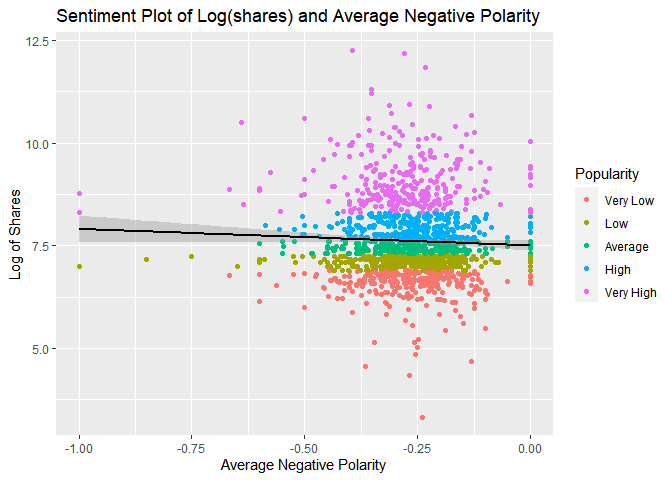 Sentiment Plot of Log(shares) and Average Negative Polarity
12.5
10.0
7.5
5.0
Log of Shares
-1.00 -0.75 -0.50 -0.25 0.00
Average Negative Polarity
Popularity
Very Low
Low
Average
High
Very High